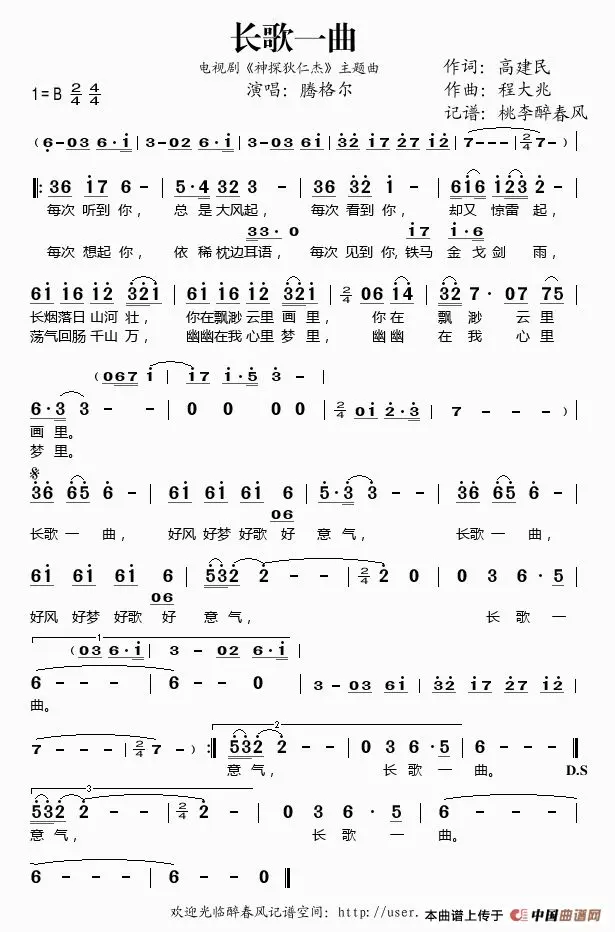 长歌一曲
电视剧《神探狄仁杰》主题曲
作词：高建民
1=B 2/4 4/4
演唱：腾格尔
作曲：程大兆
记谱：桃李醉春风
(6-03 6·i | 3-02 6·i | 3-03 6i | 32 i7 27 i2 | 7--- | 2/4 7-)
36 i7 6- | 5·4 32 3- | 36 32 i- | 6i6 i23 2-
每次 听到 你， 总 是 大风起， 每次 看到 你， 却又 惊雷 起，
33·0 i7 i·6
每次 想起 你， 依 稀 枕边耳语， 每次 见到 你，铁马 金 戈 剑 雨，
6i i6 i2 32i | 6i i6 i2 32i | 2/4 06 i4 | 32 7· 07 75
长烟落日 山河 壮， 你在飘渺 云里 画 里， 你 在 飘 渺 云里
荡气回肠 千山 万， 幽幽在我 心里 梦 里， 幽幽 在 我 心里
(067 i | i7 i·5 3- |
6·3 3-- | 0 0 00 | 2/4 0i 2·3 | 7---)
画 里。
梦 里。
36 65 6- | 6i 6i 6i 6 | 5·3 3-- | 36 65 6-
06
长歌 一 曲， 好风 好梦 好歌 好 意 气， 长歌 一 曲，
6i 6i 6i 6 | 532 2-- | 2/4 2 0 | 0 3 6·5
06
好风 好梦 好歌 好 意 气， 长 歌 一
1
(03 6·i | 3- 02 6·i
6--- | 6--0 | 3-03 6i | 32 i7 27 i2
曲。
2
7--- | 2/4 7-) :‖ 532 2-- | 0 3 6·5 | 6--- ‖
意 气， 长 歌 一 曲。 D.S
3
532 2-- | 2/4 2 0 | 0 3 6·5 | 6---
意 气， 长 歌 一 曲。
6--- | 6--0 ‖
欢迎光临醉春风记谱空间：http://user. 本曲谱上传于 中国曲谱网